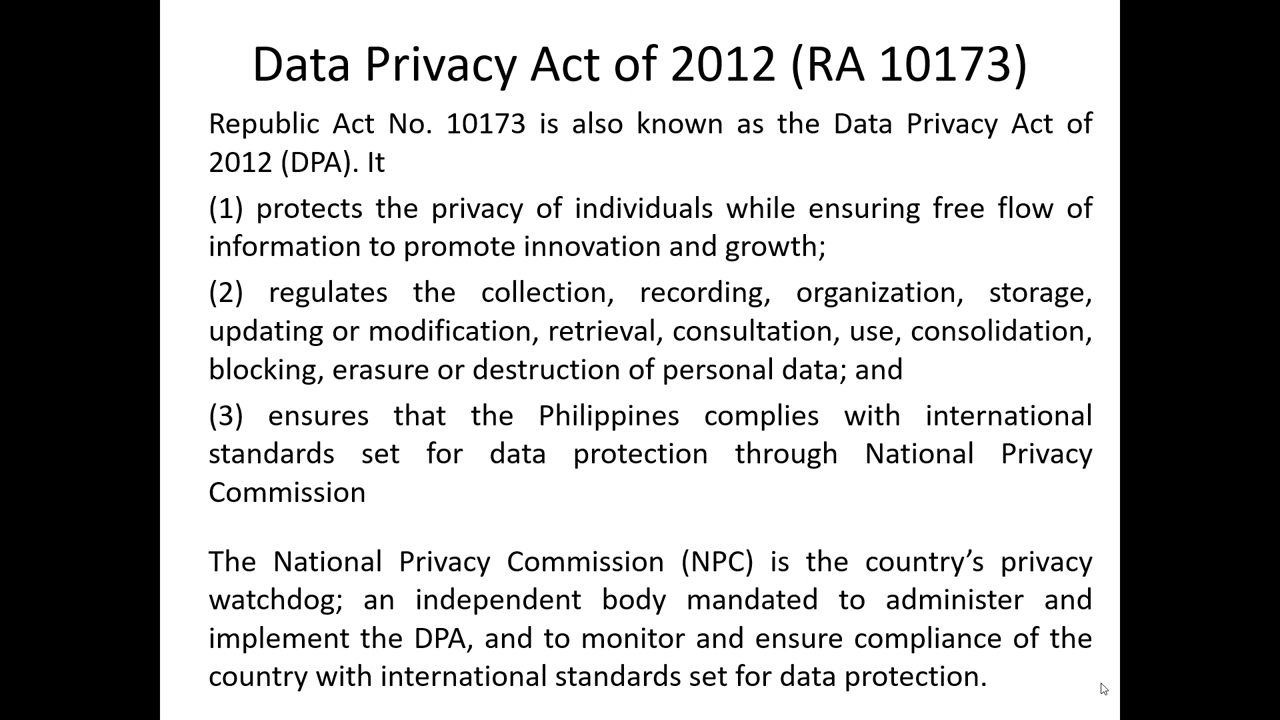 Data Privacy Act of 2012 (RA 10173)
Republic Act No. 10173 is also known as the Data Privacy Act of
2012 (DPA). It
(1) protects the privacy of individuals while ensuring free flow of
information to promote innovation and growth;
(2) regulates the collection, recording, organization, storage,
updating or modification, retrieval, consultation, use, consolidation,
blocking, erasure or destruction of personal data; and
(3) ensures that the Philippines complies with international
standards set for data protection through National Privacy
Commission
The National Privacy Commission (NPC) is the country’s privacy
watchdog; an independent body mandated to administer and
implement the DPA, and to monitor and ensure compliance of the
country with international standards set for data protection.